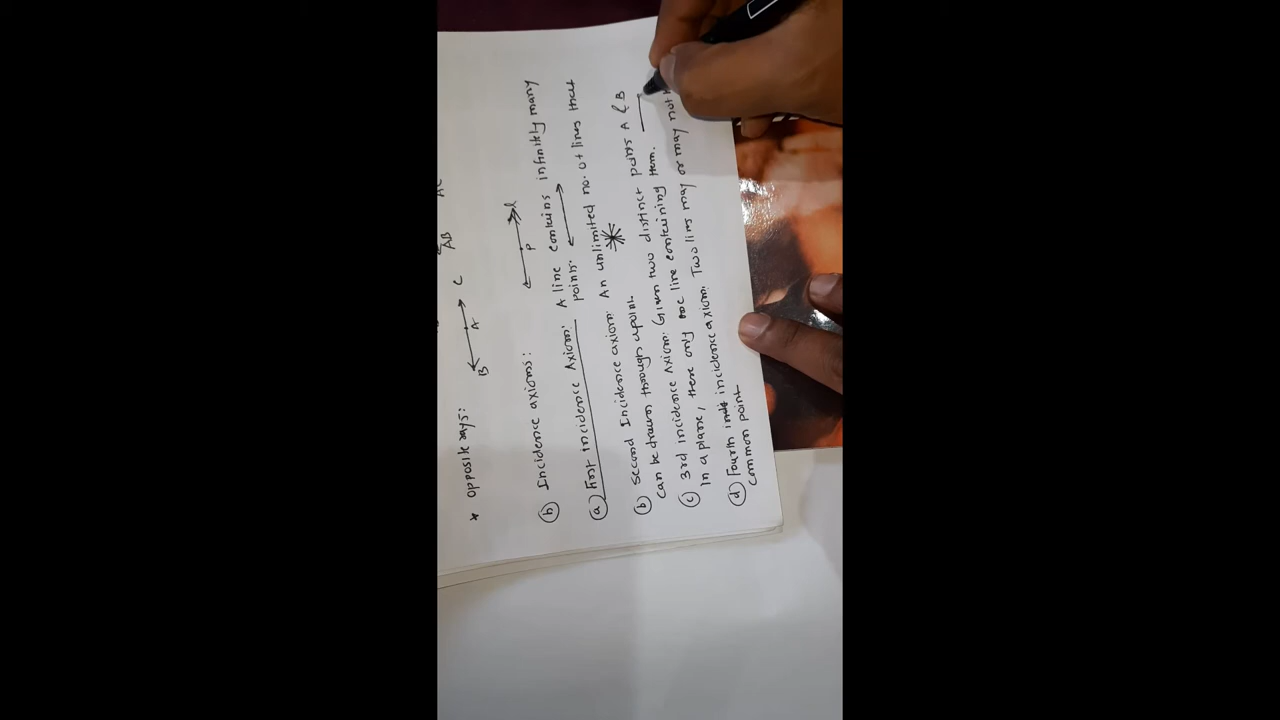 AC
AB
* opposite rays: B A C
P l
(b) Incidence axioms:
(a) First incidence Axiom: A line contains infinitely many
points.
(b) Second Incidence axiom: An unlimited no. of lines that
can be drawn through a point.
(c) 3rd incidence Axiom: Given two distinct points A & B
In a plane, there only one line containing them.
(d) Fourth incidence axiom: Two lines may or may not
common point.